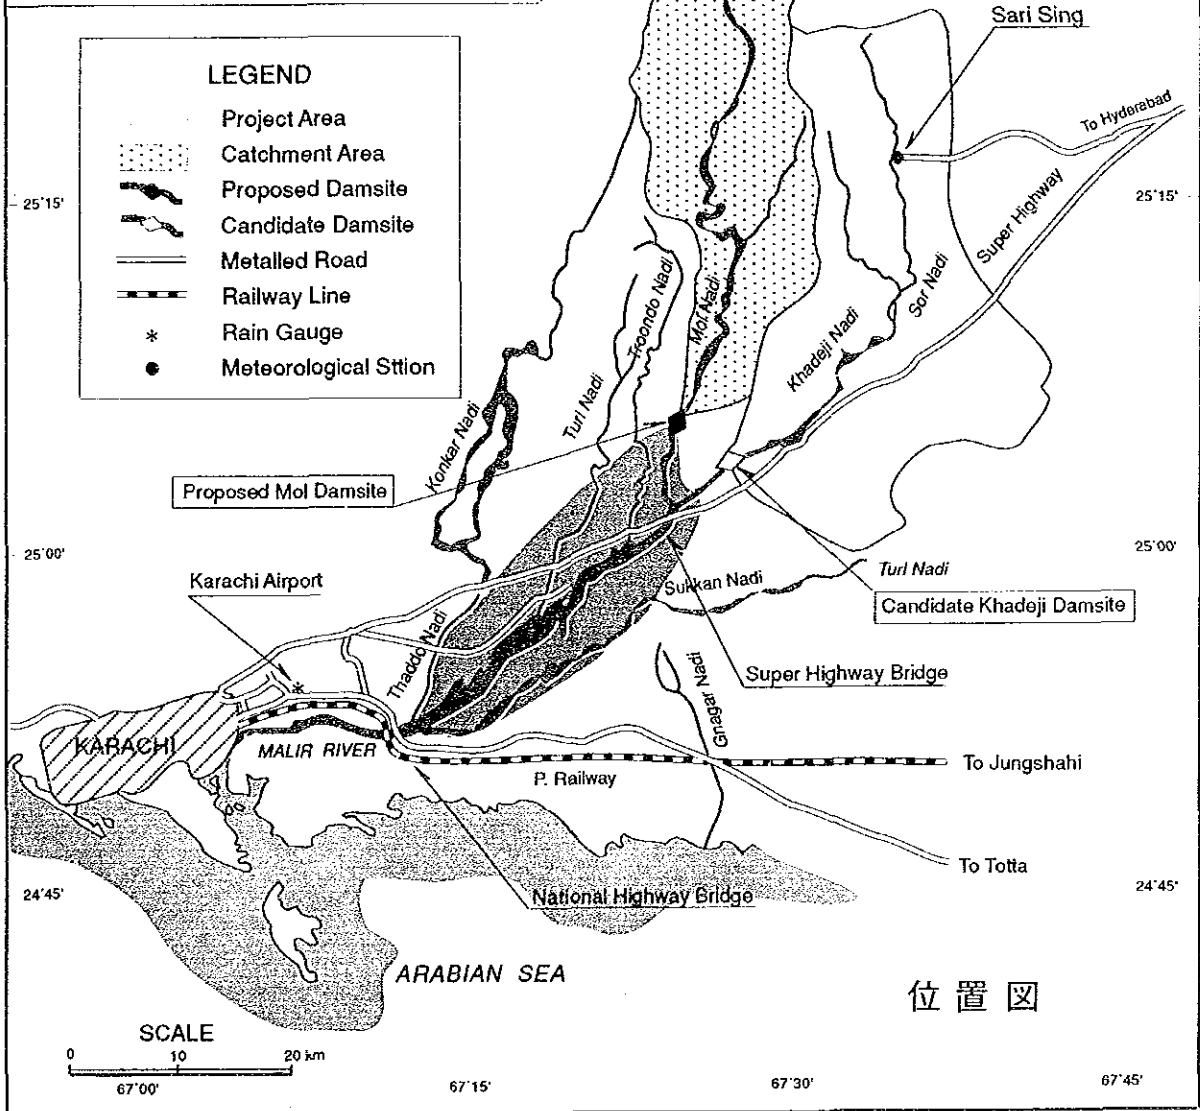 Sari Sing
LEGEND
Project Area
Catchment Area
Proposed Damsite
Candidate Damsite
Metalled Road
Railway Line
Rain Gauge
Meteorological Sttion
To Hyderabad
25°15'
25°15'
Super Highway
Sor Nadi
Mol Nadi
Troondo Nadi
Khadeji Nadi
Turl Nadi
Konkar Nadi
Proposed Mol Damsite
25°00'
25°00'
Karachi Airport
Sukkan Nadi
Turl Nadi
Candidate Khadeji Damsite
Thaddo Nadi
Super Highway Bridge
Gnagar Nadi
KARACHI
MALIR RIVER
P. Railway
To Jungshahi
To Totta
24°45'
24°45'
National Highway Bridge
ARABIAN SEA
位置図
SCALE
0 10 20 km
67°00' 67°15' 67°30' 67°45'